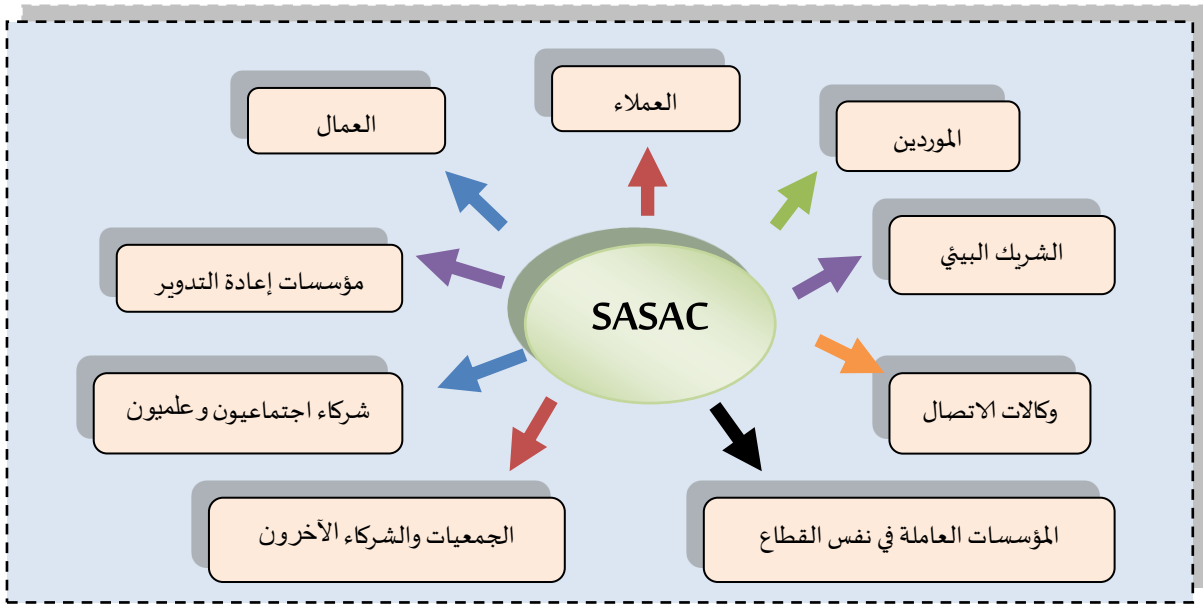 العملاء
العمال
الموردين
الشريك البيئي
مؤسسات إعادة التدوير
SASAC
شركاء اجتماعيون وعلميون
وكالات الاتصال
الجمعيات والشركاء الآخرون
المؤسسات العاملة في نفس القطاع